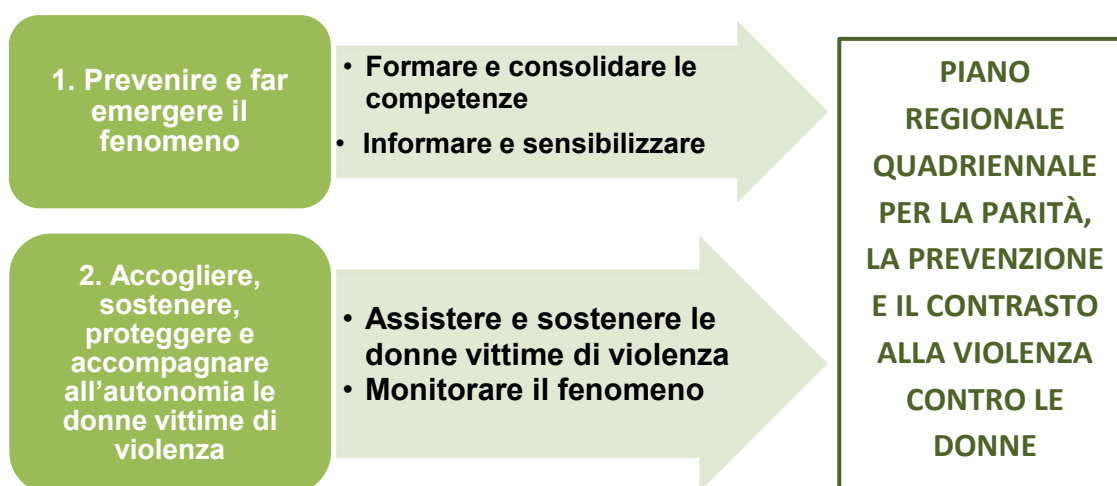 1. Prevenire e far
emergere il
fenomeno
• Formare e consolidare le
competenze
• Informare e sensibilizzare
2. Accogliere,
sostenere,
proteggere e
accompagnare
all’autonomia le
donne vittime di
violenza
• Assistere e sostenere le
donne vittime di violenza
• Monitorare il fenomeno
PIANO
REGIONALE
QUADRIENNALE
PER LA PARITÀ,
LA PREVENZIONE
E IL CONTRASTO
ALLA VIOLENZA
CONTRO LE
DONNE